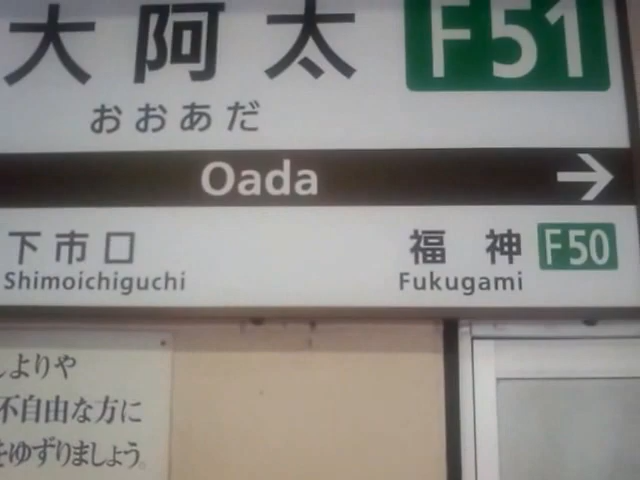 大阿太 F51
おおあだ
Oada →
下市口 福神 F50
Shimoichiguchi Fukugami
しよりや
不自由な方に
をゆずりましょう。